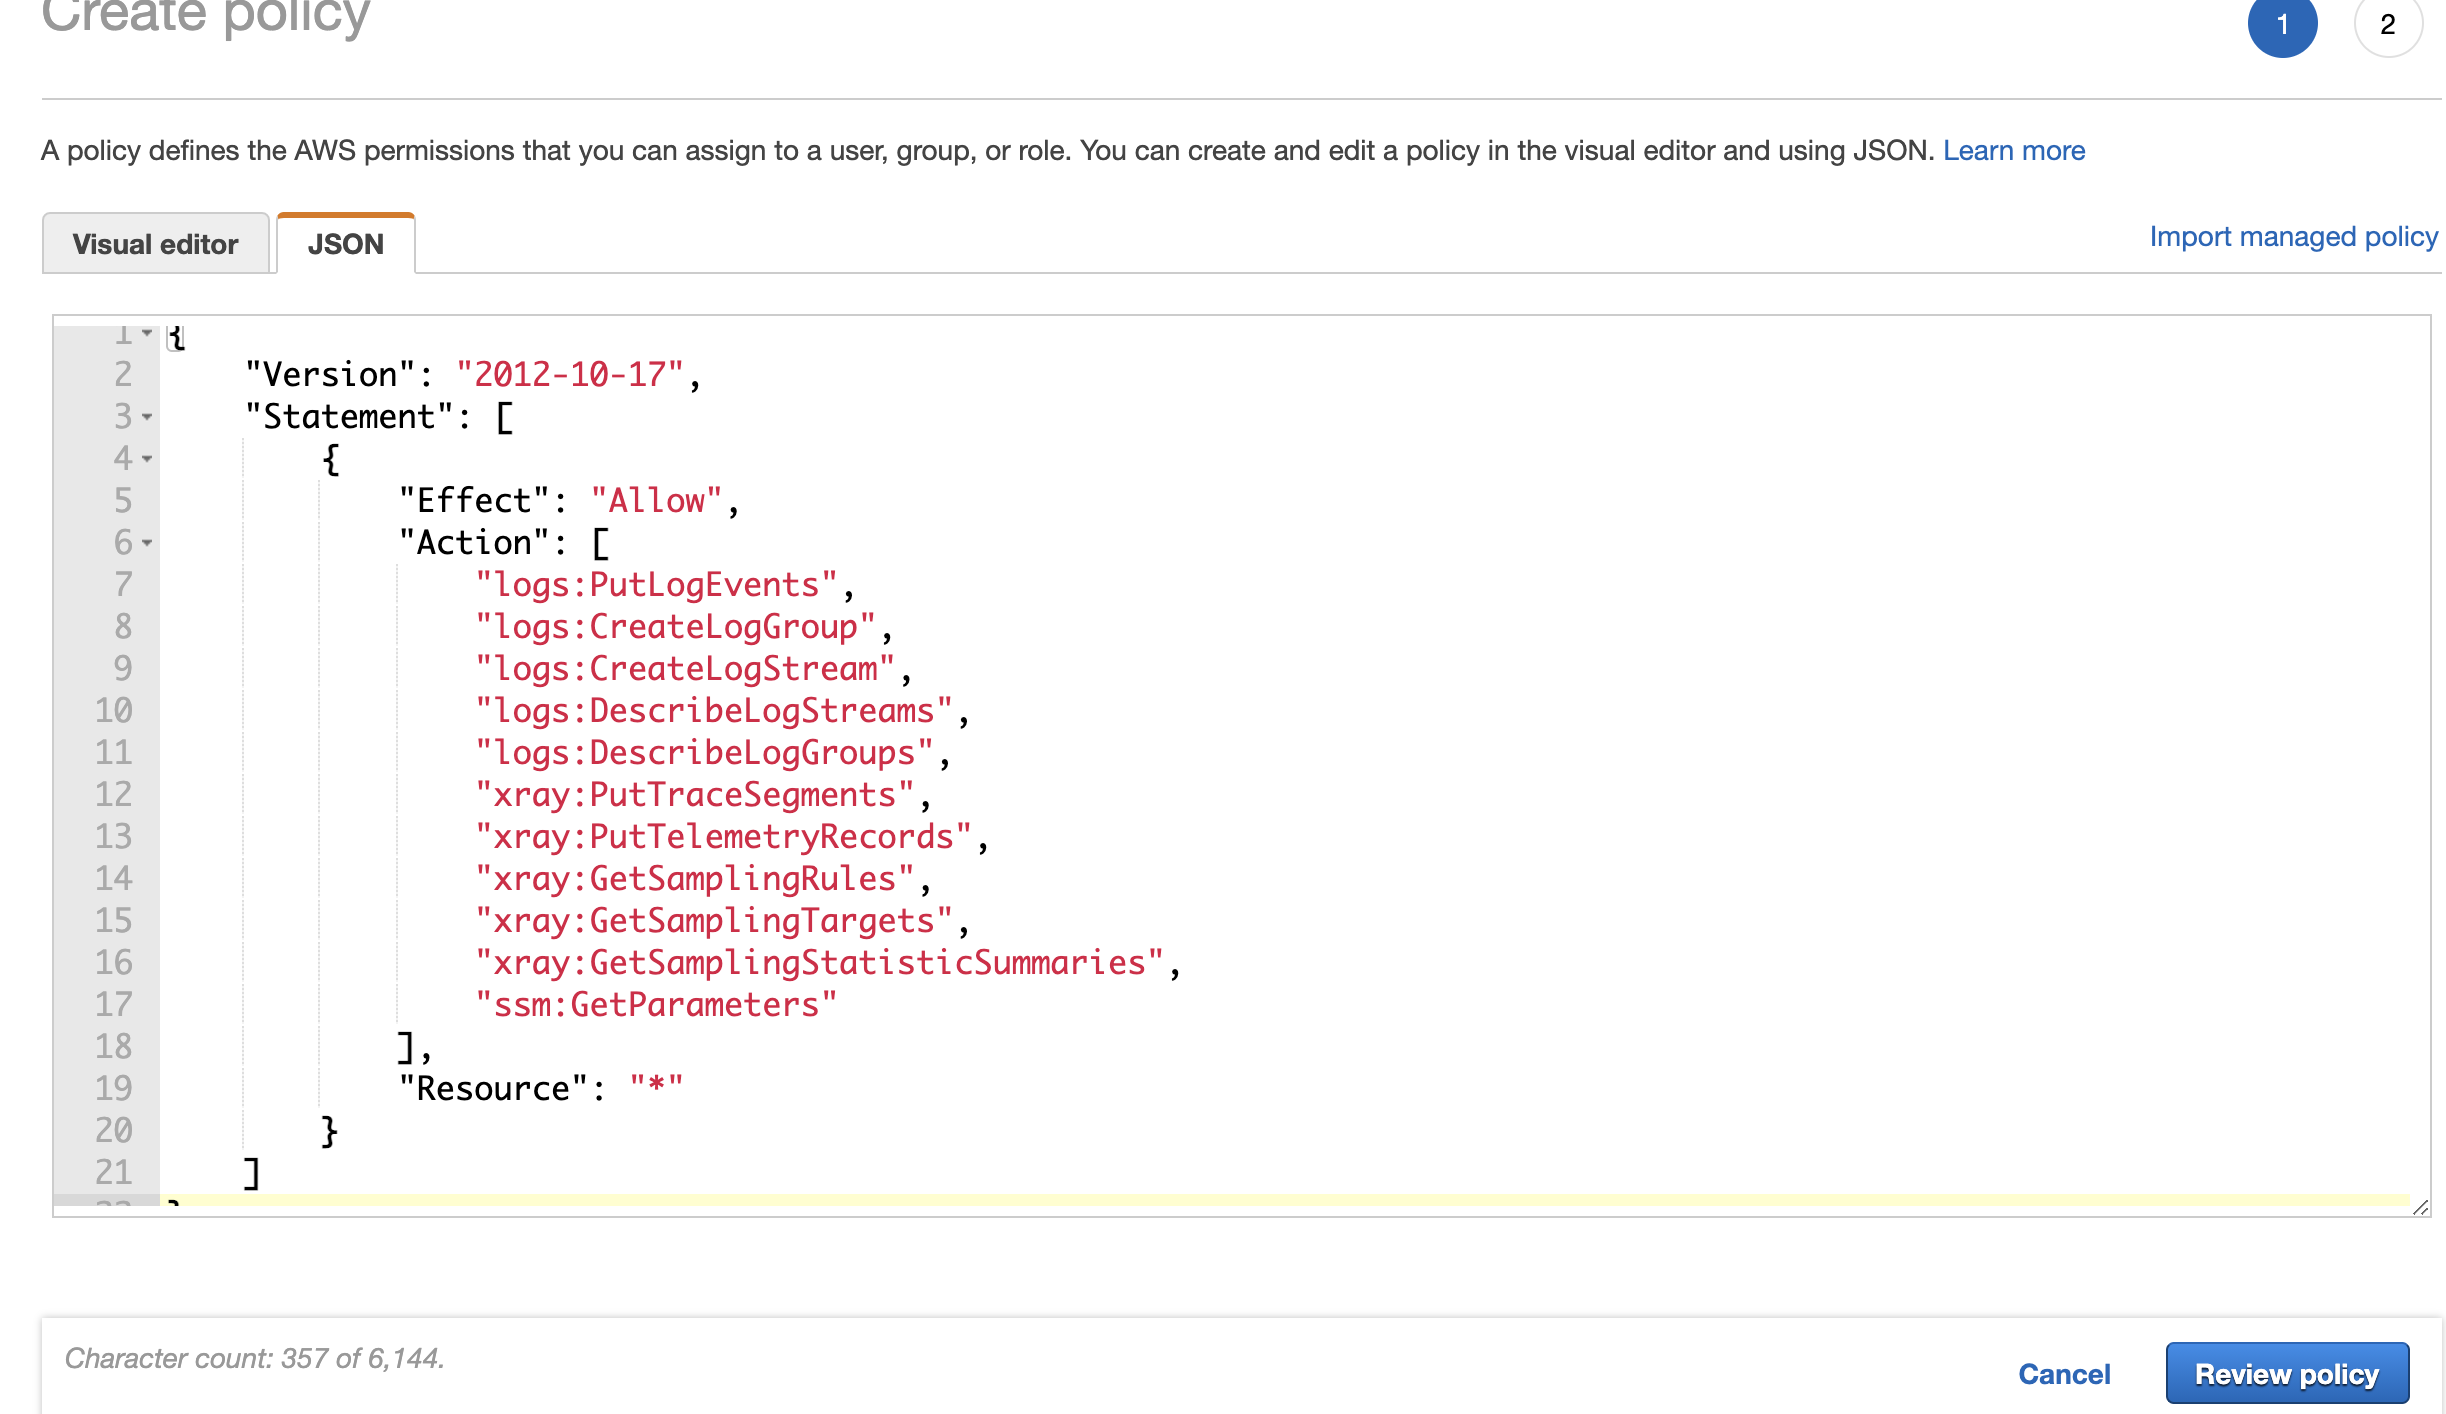 Create policy
1
2
A policy defines the AWS permissions that you can assign to a user, group, or role. You can create and edit a policy in the visual editor and using JSON. Learn more
Visual editor
JSON
Import managed policy
1 {
2 "Version": "2012-10-17",
3 "Statement": [
4 {
5 "Effect": "Allow",
6 "Action": [
7 "logs:PutLogEvents",
8 "logs:CreateLogGroup",
9 "logs:CreateLogStream",
10 "logs:DescribeLogStreams",
11 "logs:DescribeLogGroups",
12 "xray:PutTraceSegments",
13 "xray:PutTelemetryRecords",
14 "xray:GetSamplingRules",
15 "xray:GetSamplingTargets",
16 "xray:GetSamplingStatisticSummaries",
17 "ssm:GetParameters"
18 ],
19 "Resource": "*"
20 }
21 ]
22 }
Character count: 357 of 6,144.
Cancel
Review policy